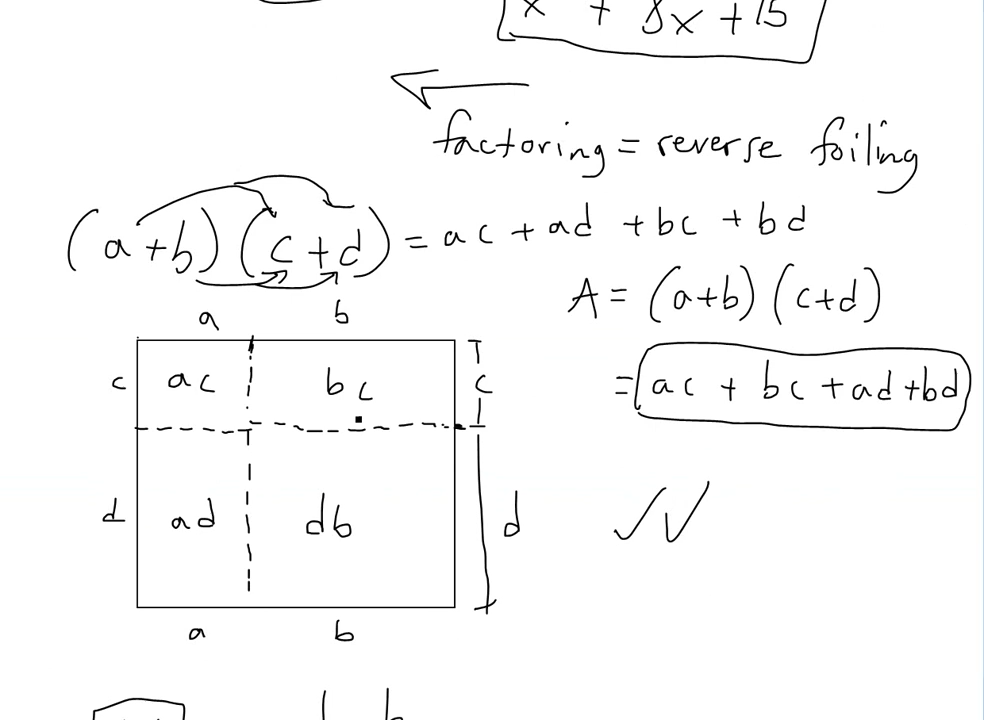 x + 8x + 15
factoring = reverse foiling
(a+b)(c+d) = ac + ad + bc + bd
A = (a+b)(c+d)
a b
c ac bc c
= ac + bc + ad + bd
d ad db d
a b